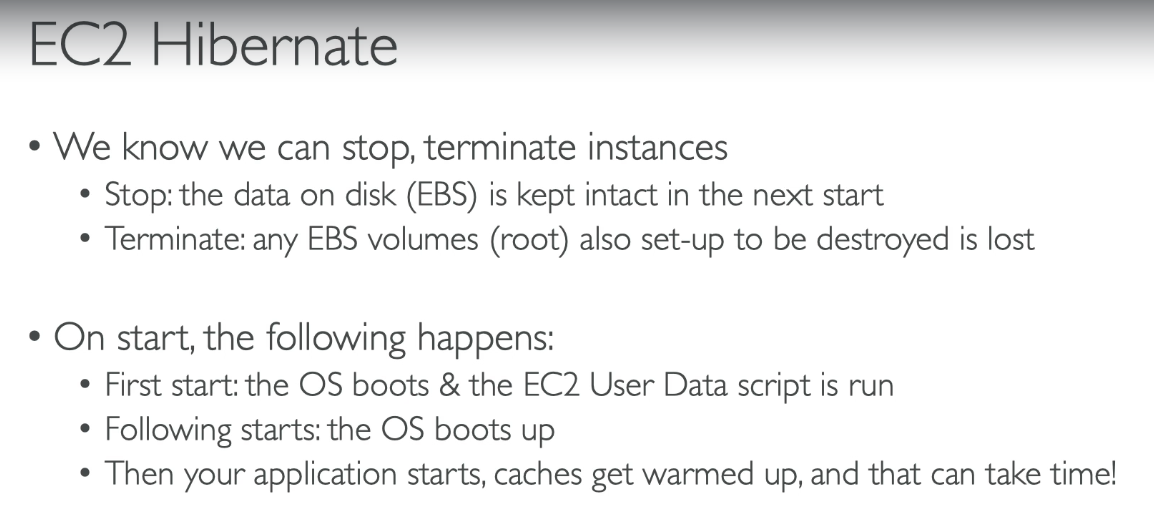 EC2 Hibernate
• We know we can stop, terminate instances
• Stop: the data on disk (EBS) is kept intact in the next start
• Terminate: any EBS volumes (root) also set-up to be destroyed is lost
• On start, the following happens:
• First start: the OS boots & the EC2 User Data script is run
• Following starts: the OS boots up
• Then your application starts, caches get warmed up, and that can take time!